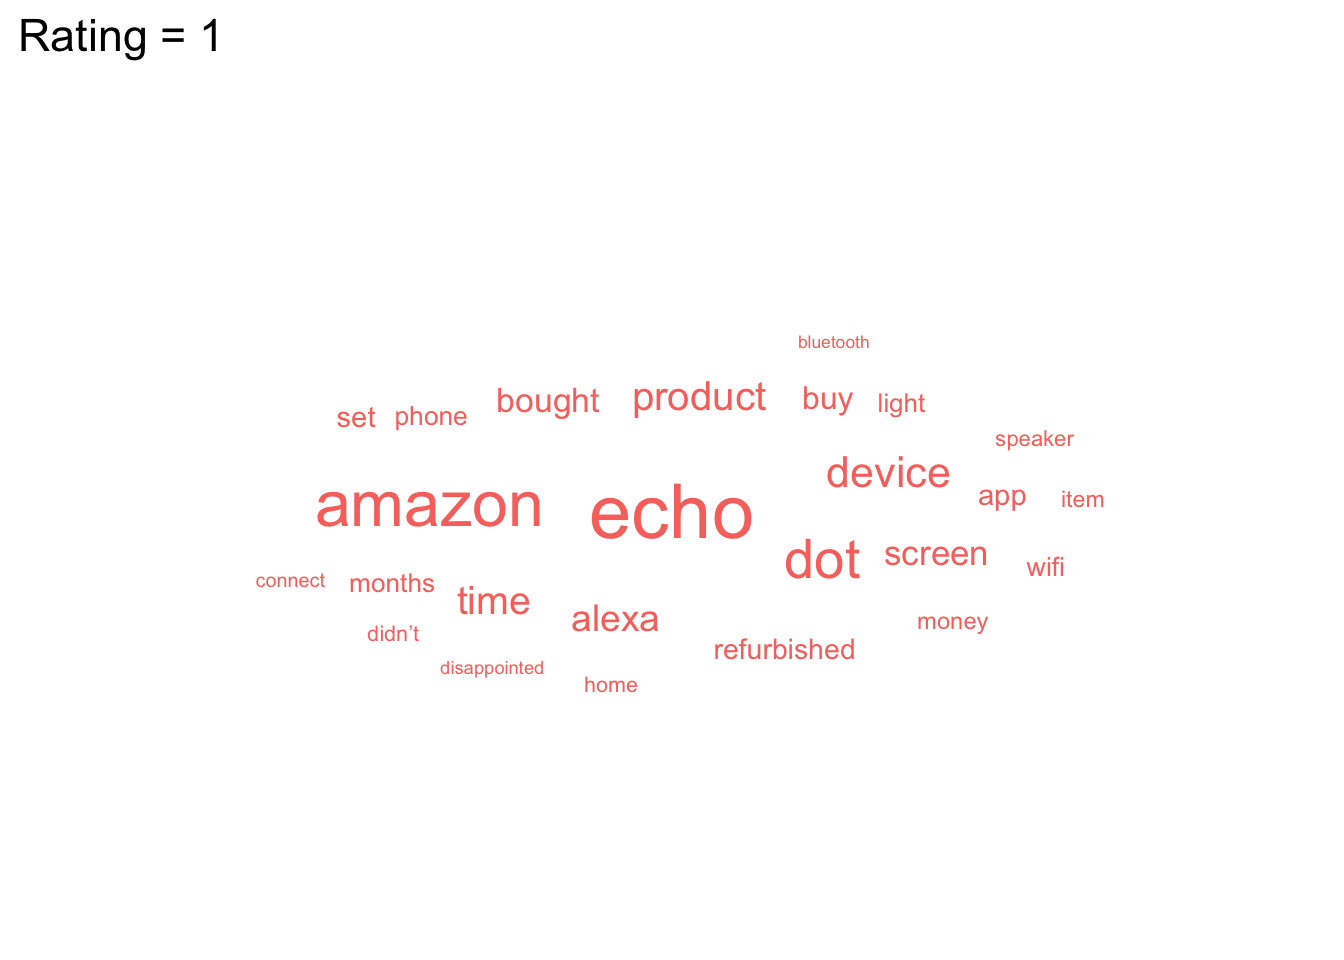 Rating = 1
bluetooth
set phone bought product buy light
speaker
amazon echo device app item
dot screen wifi
connect months time alexa money
didn’t refurbished
disappointed home